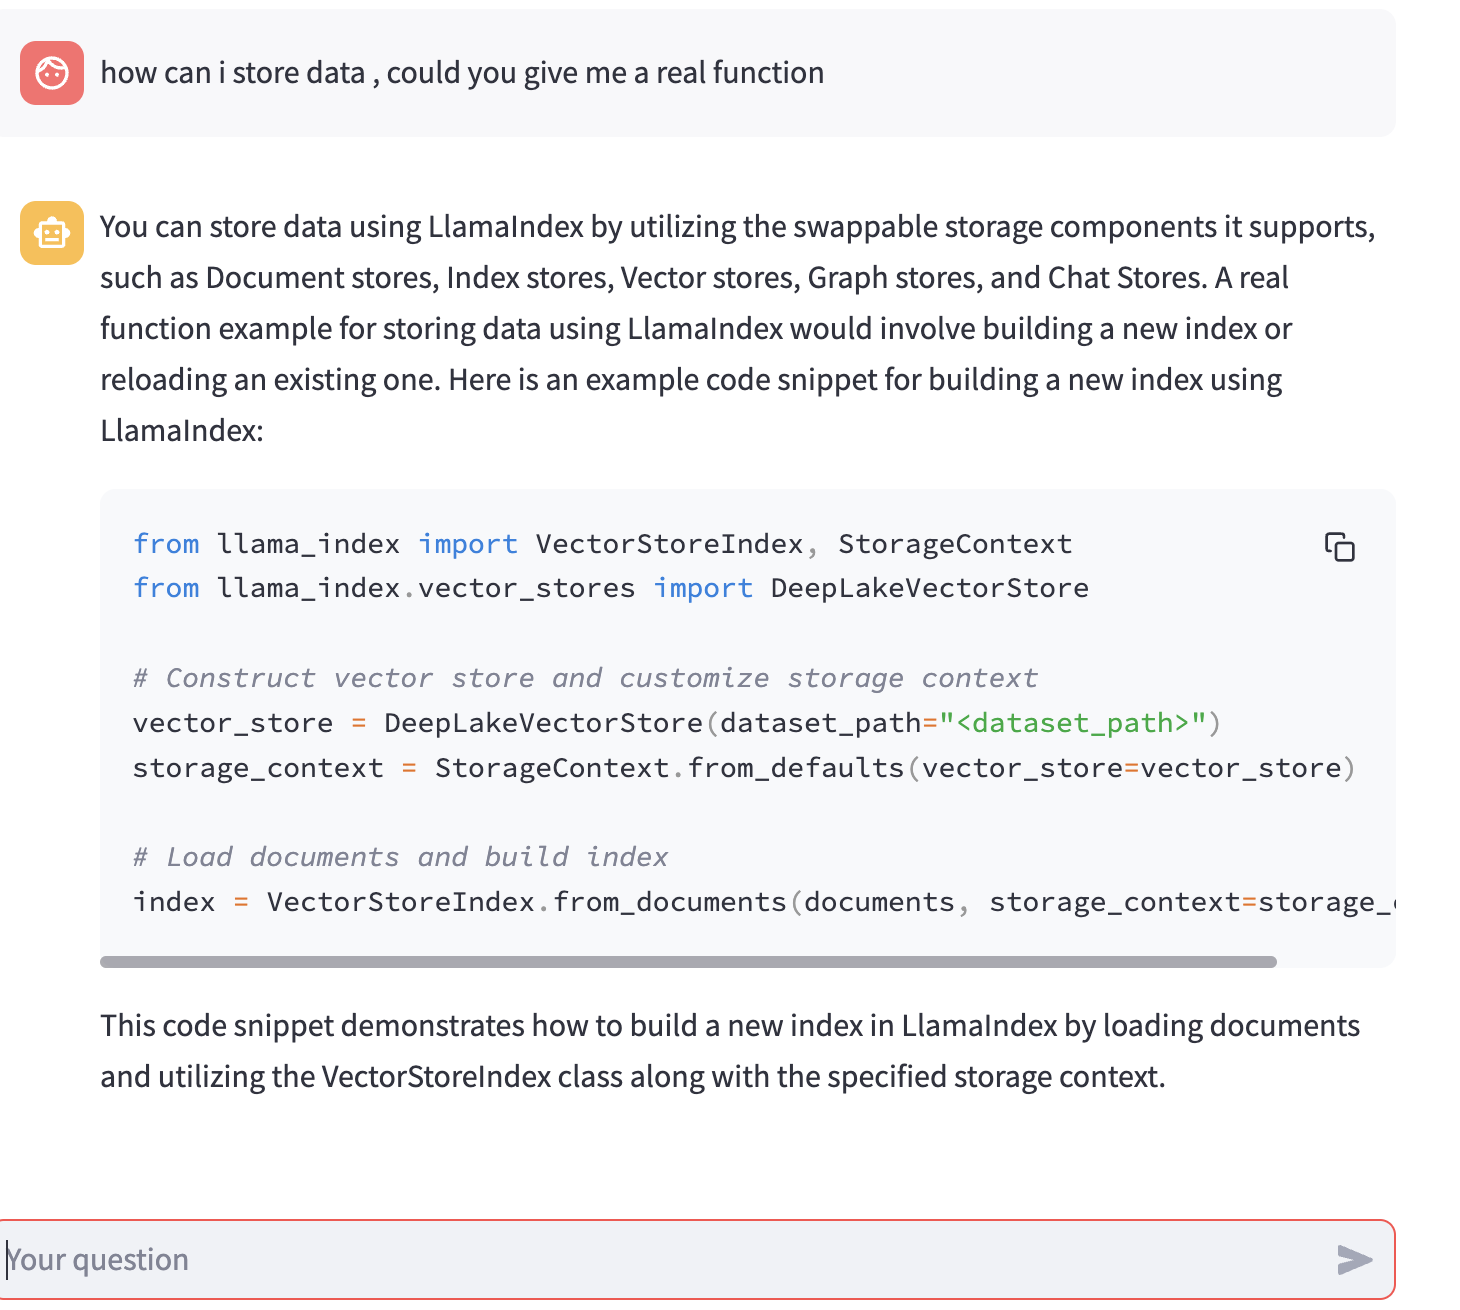 how can i store data , could you give me a real function
You can store data using LlamaIndex by utilizing the swappable storage components it supports,
such as Document stores, Index stores, Vector stores, Graph stores, and Chat Stores. A real
function example for storing data using LlamaIndex would involve building a new index or
reloading an existing one. Here is an example code snippet for building a new index using
LlamaIndex:
from llama_index import VectorStoreIndex, StorageContext
from llama_index.vector_stores import DeepLakeVectorStore
# Construct vector store and customize storage context
vector_store = DeepLakeVectorStore(dataset_path="<dataset_path>")
storage_context = StorageContext.from_defaults(vector_store=vector_store)
# Load documents and build index
index = VectorStoreIndex.from_documents(documents, storage_context=storage_
This code snippet demonstrates how to build a new index in LlamaIndex by loading documents
and utilizing the VectorStoreIndex class along with the specified storage context.
Your question